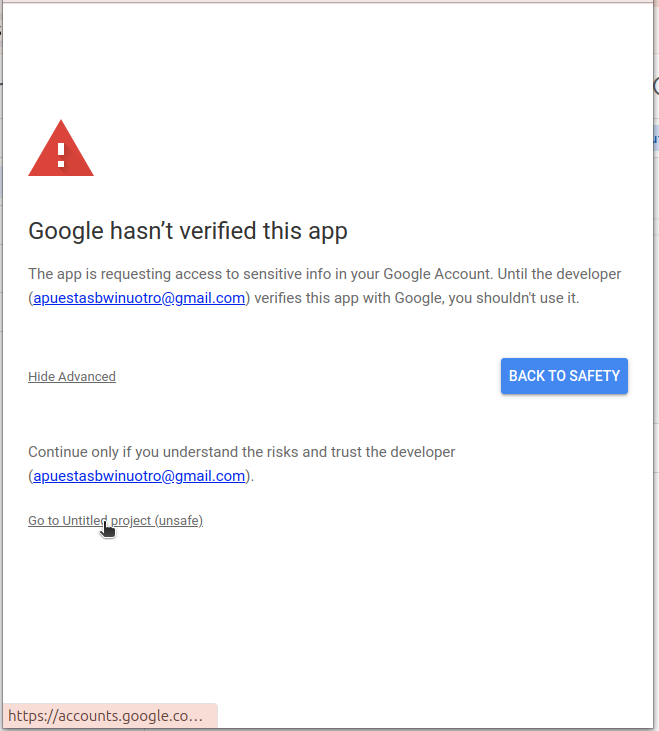 Google hasn’t verified this app
The app is requesting access to sensitive info in your Google Account. Until the developer
(apuestasbwinuotro@gmail.com) verifies this app with Google, you shouldn't use it.
Hide Advanced
BACK TO SAFETY
Continue only if you understand the risks and trust the developer
(apuestasbwinuotro@gmail.com).
Go to Untitled project (unsafe)
https://accounts.google.co…